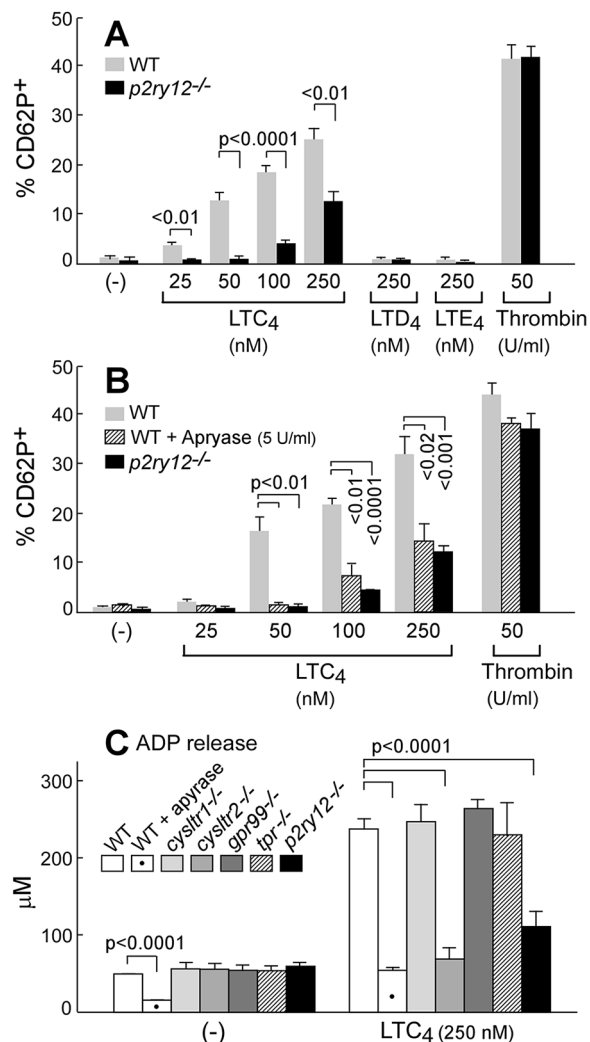 A
WT
p2ry12-/-
% CD62P+
50
40
30
20
10
0
<0.01
p<0.0001
<0.01
(-)
25 50 100 250 250 250 50
LTC4 LTD4 LTE4 Thrombin
(nM) (nM) (nM) (U/ml)
B
WT
WT + Apryase (5 U/ml)
p2ry12-/-
% CD62P+
50
40
30
20
10
0
p<0.01
<0.01
<0.0001
<0.02
<0.001
(-)
25 50 100 250 50
LTC4 Thrombin
(nM) (U/ml)
C ADP release
WT
WT + apyrase
cysltr1-/-
cysltr2-/-
gpr99-/-
tpr-/-
p2ry12-/-
µM
300
200
100
0
p<0.0001
p<0.0001
(-) LTC4 (250 nM)